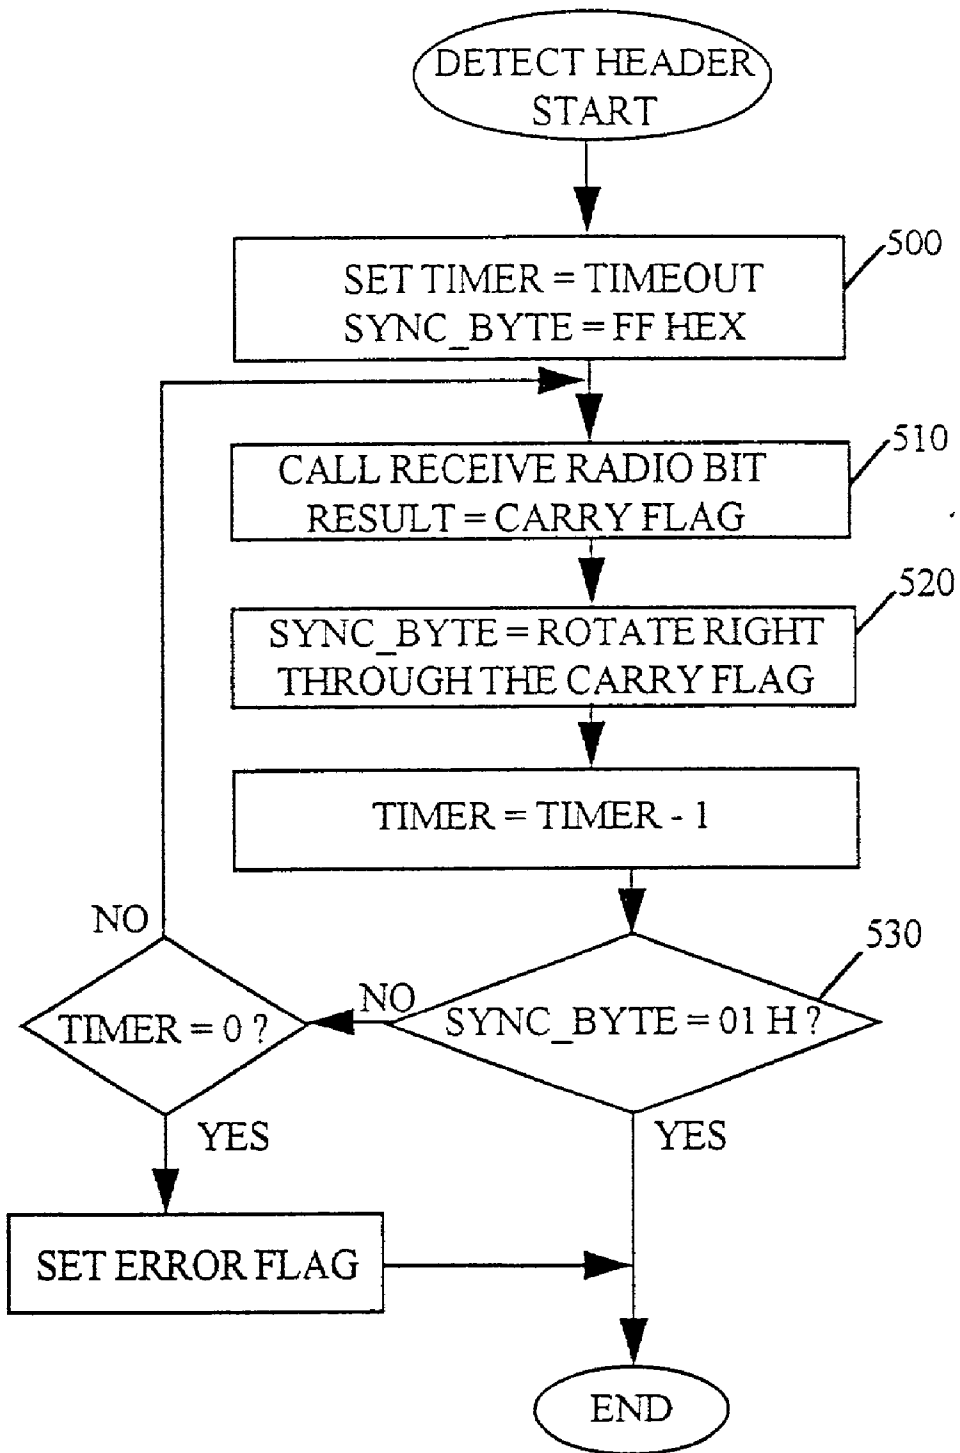 DETECT HEADER
START
500
SET TIMER = TIMEOUT
SYNC_BYTE = FF HEX
510
CALL RECEIVE RADIO BIT
RESULT = CARRY FLAG
520
SYNC_BYTE = ROTATE RIGHT
THROUGH THE CARRY FLAG
TIMER = TIMER - 1
NO
530
TIMER = 0 ?
NO
SYNC_BYTE = 01 H ?
YES
YES
SET ERROR FLAG
END